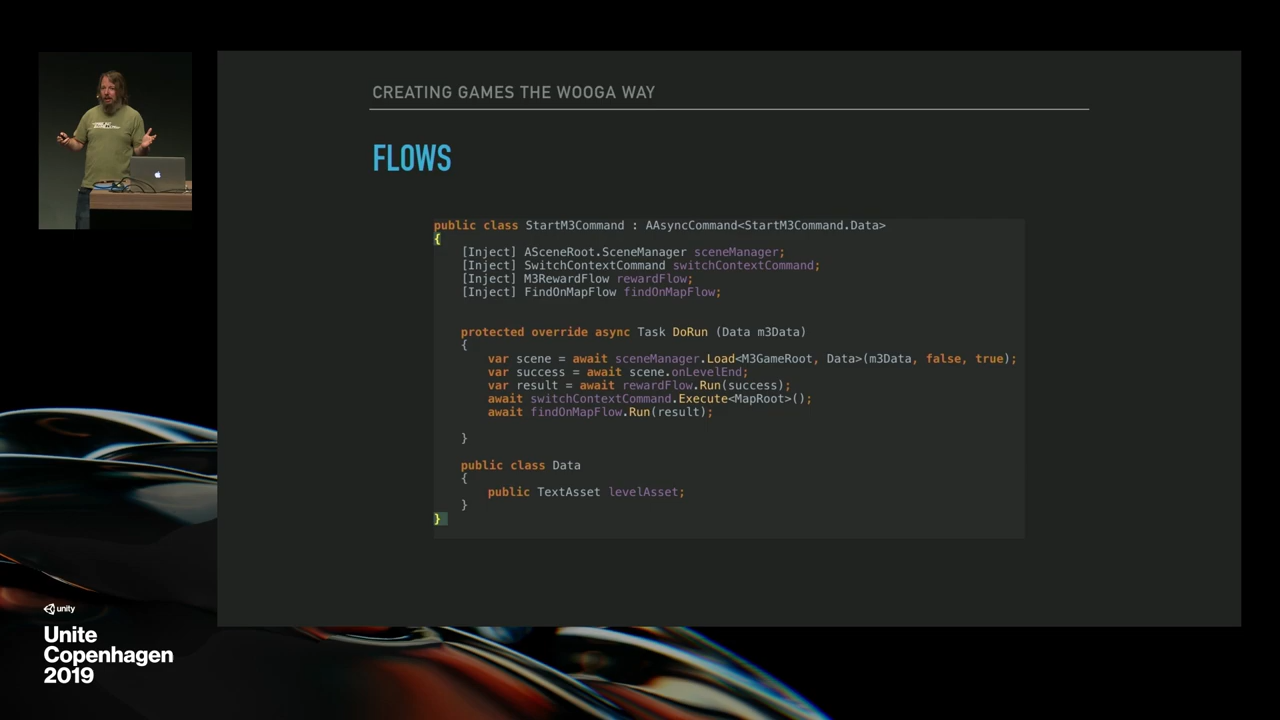 CREATING GAMES THE WOOGA WAY
FLOWS
public class StartM3Command : AAsyncCommand<StartM3Command.Data>
{
[Inject] ASceneRoot.SceneManager sceneManager;
[Inject] SwitchContextCommand switchContextCommand;
[Inject] M3RewardFlow rewardFlow;
[Inject] FindOnMapFlow findOnMapFlow;
protected override async Task DoRun (Data m3Data)
{
var scene = await sceneManager.Load<M3GameRoot, Data>(m3Data, false, true);
var success = await scene.onLevelEnd;
var result = await rewardFlow.Run(success);
await switchContextCommand.Execute<MapRoot>();
await findOnMapFlow.Run(result);
}
public class Data
{
public TextAsset levelAsset;
}
}
unity
Unite
Copenhagen
2019